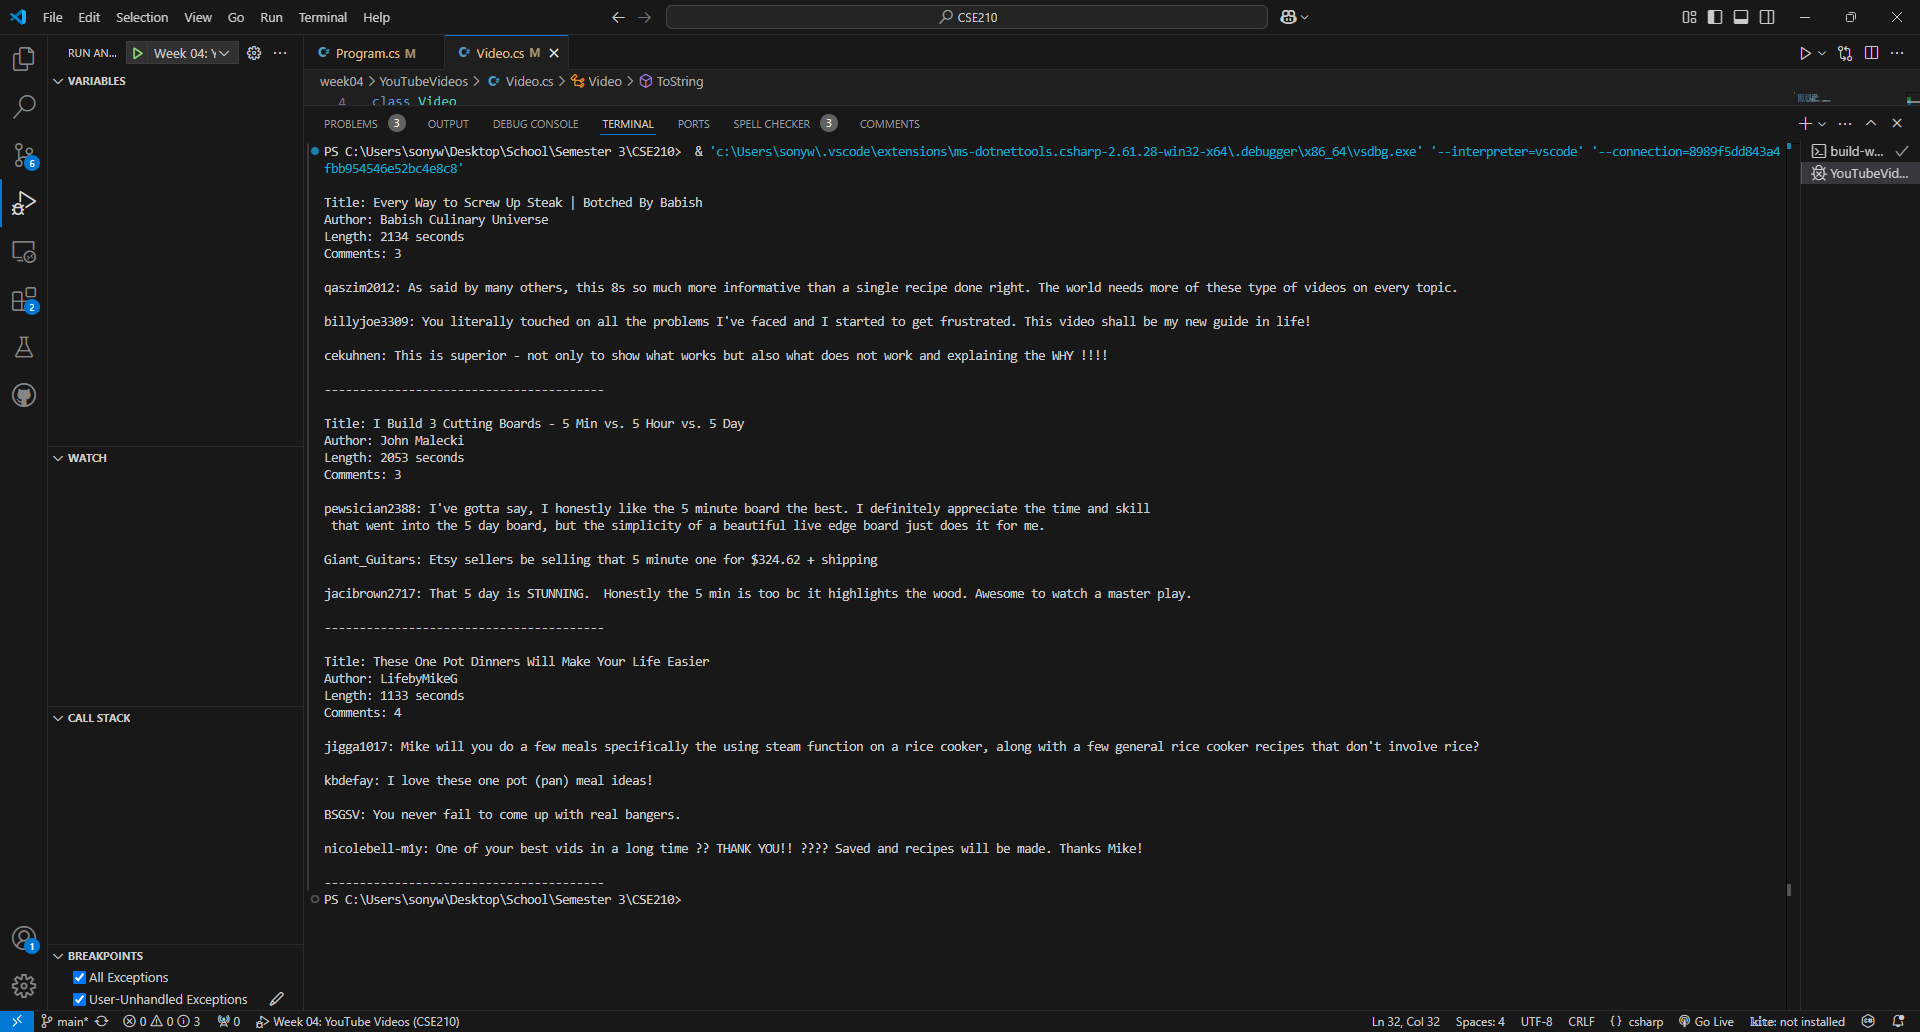 File Edit Selection View Go Run Terminal Help
CSE210
RUN AN... Week 04: Y
Program.cs M
Video.cs M
VARIABLES
week04 > YouTubeVideos > Video.cs > Video > ToString
4 class Video
PROBLEMS 3 OUTPUT DEBUG CONSOLE TERMINAL PORTS SPELL CHECKER 3 COMMENTS
PS C:\Users\sonyw\Desktop\School\Semester 3\CSE210> & 'c:\Users\sonyw\.vscode\extensions\ms-dotnettools.csharp-2.61.28-win32-x64\.debugger\x86_64\vsdbg.exe' '--interpreter=vscode' '--connection=8989f5dd843a4
fbb954546e52bc4e8c8'
build-w...
YouTubeVid...
Title: Every Way to Screw Up Steak | Botched By Babish
Author: Babish Culinary Universe
Length: 2134 seconds
Comments: 3
qaszim2012: As said by many others, this 8s so much more informative than a single recipe done right. The world needs more of these type of videos on every topic.
billyjoe3309: You literally touched on all the problems I've faced and I started to get frustrated. This video shall be my new guide in life!
cekuhnen: This is superior - not only to show what works but also what does not work and explaining the WHY !!!!
----------------------------------------
Title: I Build 3 Cutting Boards - 5 Min vs. 5 Hour vs. 5 Day
Author: John Malecki
Length: 2053 seconds
Comments: 3
pewsician2388: I've gotta say, I honestly like the 5 minute board the best. I definitely appreciate the time and skill
that went into the 5 day board, but the simplicity of a beautiful live edge board just does it for me.
Giant_Guitars: Etsy sellers be selling that 5 minute one for $324.62 + shipping
jacibrown2717: That 5 day is STUNNING.  Honestly the 5 min is too bc it highlights the wood. Awesome to watch a master play.
----------------------------------------
Title: These One Pot Dinners Will Make Your Life Easier
Author: LifebyMikeG
Length: 1133 seconds
Comments: 4
jigga1017: Mike will you do a few meals specifically the using steam function on a rice cooker, along with a few general rice cooker recipes that don't involve rice?
kbdefay: I love these one pot (pan) meal ideas!
BSGSV: You never fail to come up with real bangers.
nicolebell-m1y: One of your best vids in a long time ?? THANK YOU!! ???? Saved and recipes will be made. Thanks Mike!
----------------------------------------
PS C:\Users\sonyw\Desktop\School\Semester 3\CSE210>
WATCH
CALL STACK
BREAKPOINTS
All Exceptions
User-Unhandled Exceptions
6
2
1
main* 0 0 3 0 Week 04: YouTube Videos (CSE210) Ln 32, Col 32 Spaces: 4 UTF-8 CRLF {} csharp Go Live kite: not installed